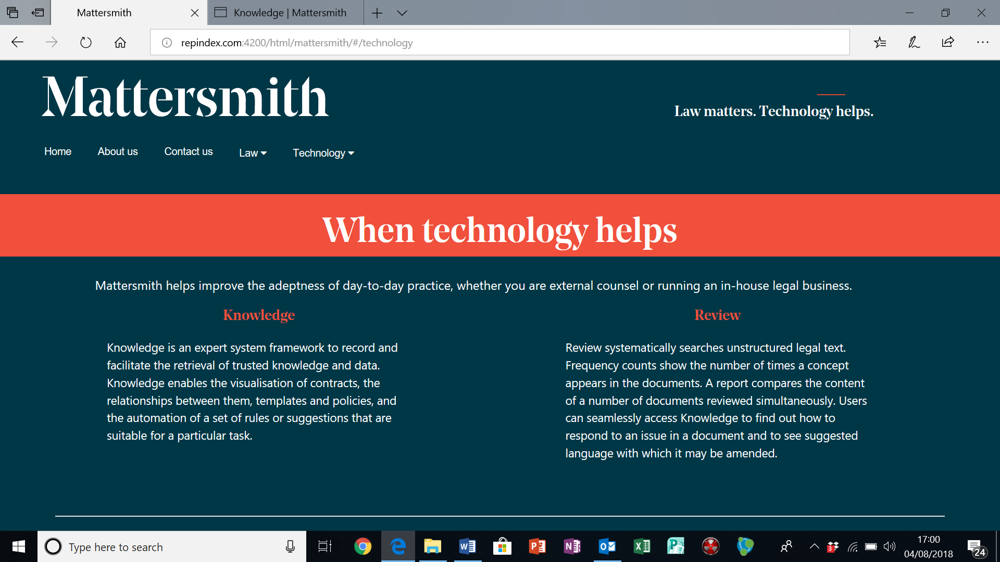 Mattersmith
Knowledge | Mattersmith
repindex.com:4200/html/mattersmith/#/technology
Mattersmith
Law matters. Technology helps.
Home
About us
Contact us
Law
Technology
When technology helps
Mattersmith helps improve the adeptness of day-to-day practice, whether you are external counsel or running an in-house legal business.
Knowledge
Knowledge is an expert system framework to record and
facilitate the retrieval of trusted knowledge and data.
Knowledge enables the visualisation of contracts, the
relationships between them, templates and policies, and
the automation of a set of rules or suggestions that are
suitable for a particular task.
Review
Review systematically searches unstructured legal text.
Frequency counts show the number of times a concept
appears in the documents. A report compares the content
of a number of documents reviewed simultaneously. Users
can seamlessly access Knowledge to find out how to
respond to an issue in a document and to see suggested
language with which it may be amended.
Type here to search
17:00
04/08/2018
24